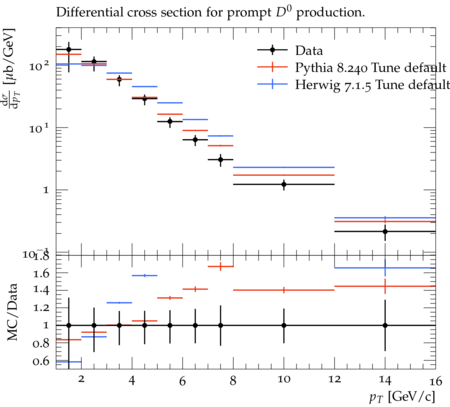 Differential cross section for prompt D⁰ production.
dσ/dp_T [μb/GeV]
Data
Pythia 8.240 Tune default
Herwig 7.1.5 Tune default
10²
10¹
1
10⁻¹
MC/Data
1.8
1.6
1.4
1.2
1
0.8
0.6
2 4 6 8 10 12 14 16
p_T [GeV/c]